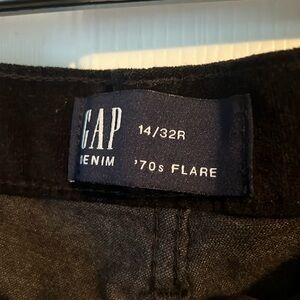 GAP
14/32R
DENIM
'70s FLARE